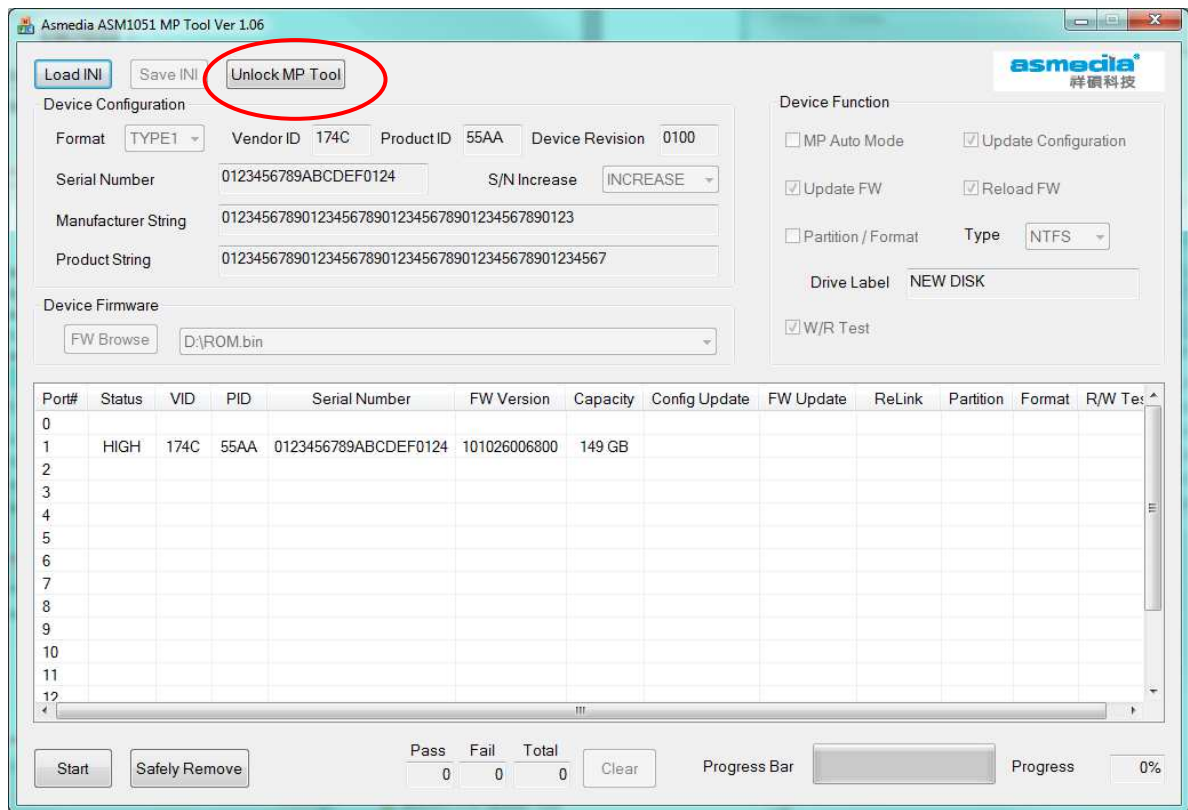 Asmedia ASM1051 MP Tool Ver 1.06
Load INI Save INI Unlock MP Tool
asmedia
祥碩科技
Device Configuration
Format TYPE1 Vendor ID 174C Product ID 55AA Device Revision 0100
Serial Number 0123456789ABCDEF0124 S/N Increase INCREASE
Manufacturer String 01234567890123456789012345678901234567890123
Product String 012345678901234567890123456789012345678901234567
Device Firmware
FW Browse D:\ROM.bin
Device Function
MP Auto Mode Update Configuration
Update FW Reload FW
Partition / Format Type NTFS
Drive Label NEW DISK
W/R Test
Port# Status VID PID Serial Number FW Version Capacity Config Update FW Update ReLink Partition Format R/W Tes
0
1 HIGH 174C 55AA 0123456789ABCDEF0124 101026006800 149 GB
2
3
4
5
6
7
8
9
10
11
12
Start Safely Remove
Pass Fail Total
0 0 0 Clear Progress Bar Progress 0%